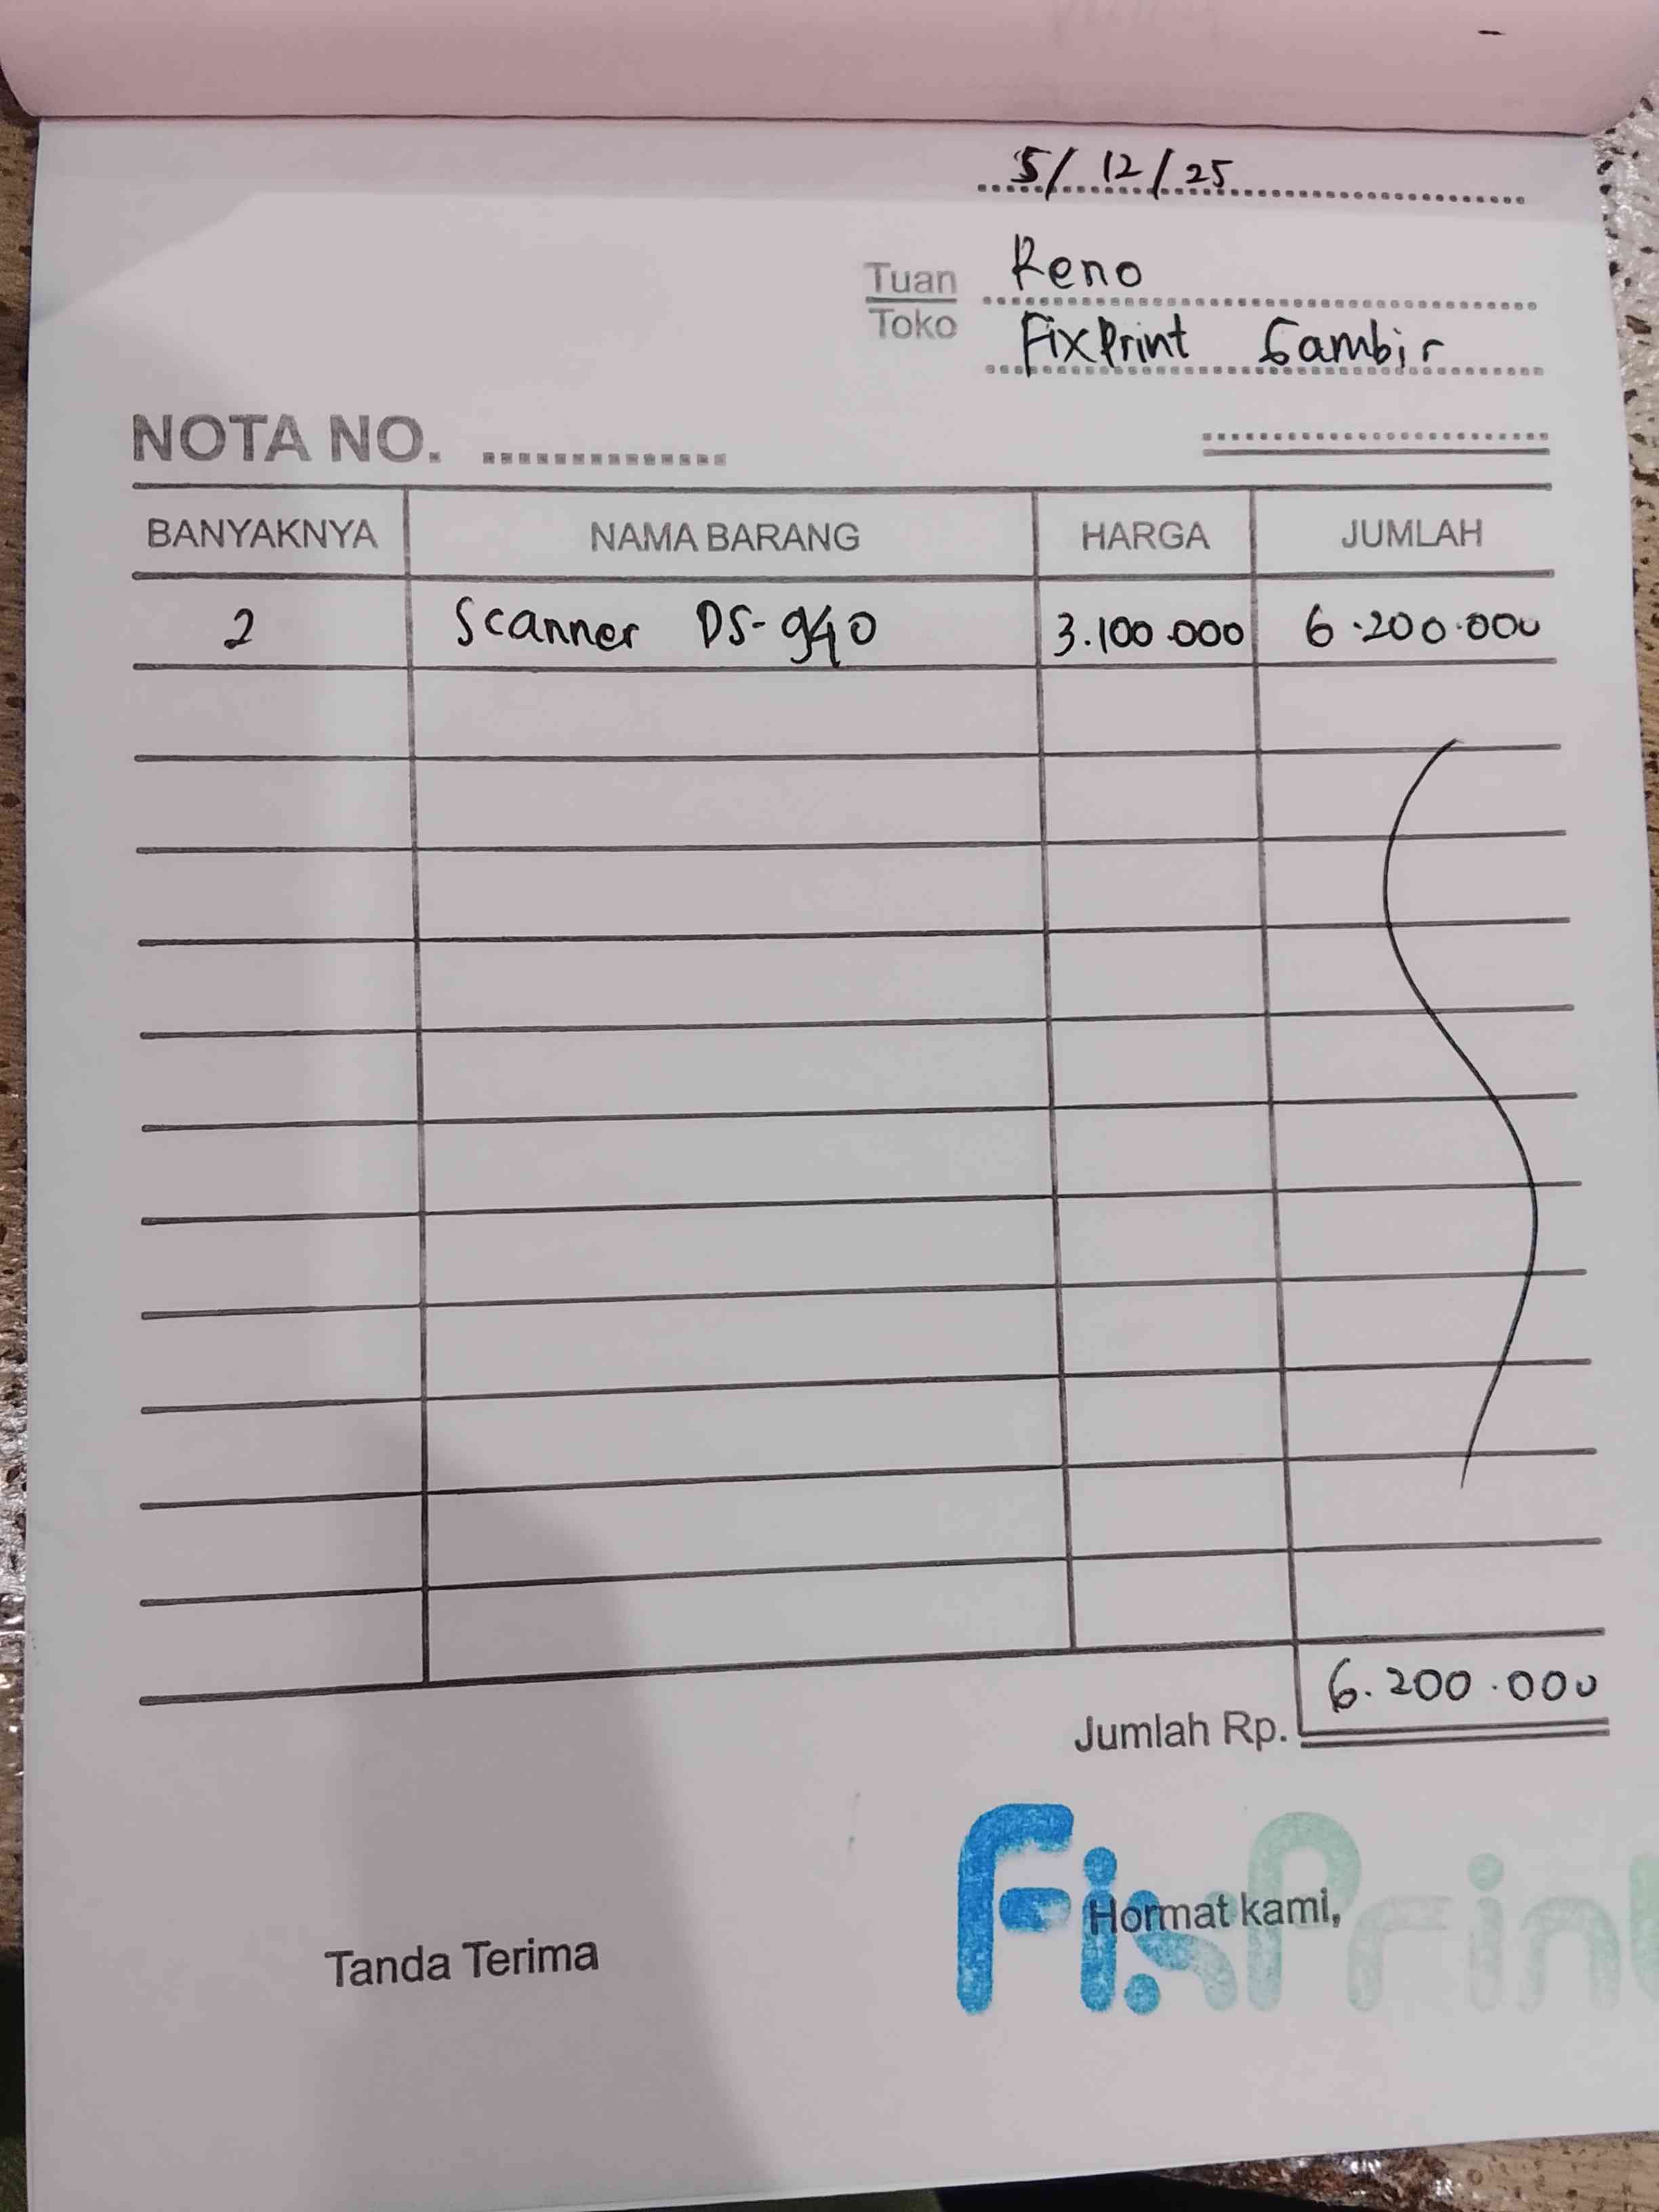 5/12/25
Tuan Reno
Toko FixPrint Gambir
NOTA NO.
BANYAKNYA NAMA BARANG HARGA JUMLAH
2 Scanner DS-940 3.100.000 6.200.000
Jumlah Rp. 6.200.000
Tanda Terima Hormat kami,
FixPrint